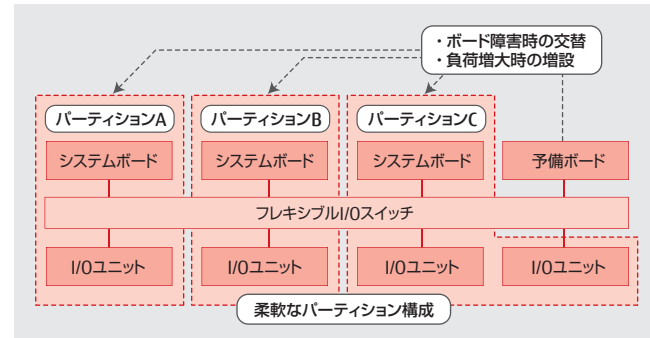 ・ボード障害時の交替
・負荷増大時の増設
パーティションA
パーティションB
パーティションC
システムボード
システムボード
システムボード
予備ボード
フレキシブルI/Oスイッチ
I/Oユニット
I/Oユニット
I/Oユニット
I/Oユニット
柔軟なパーティション構成